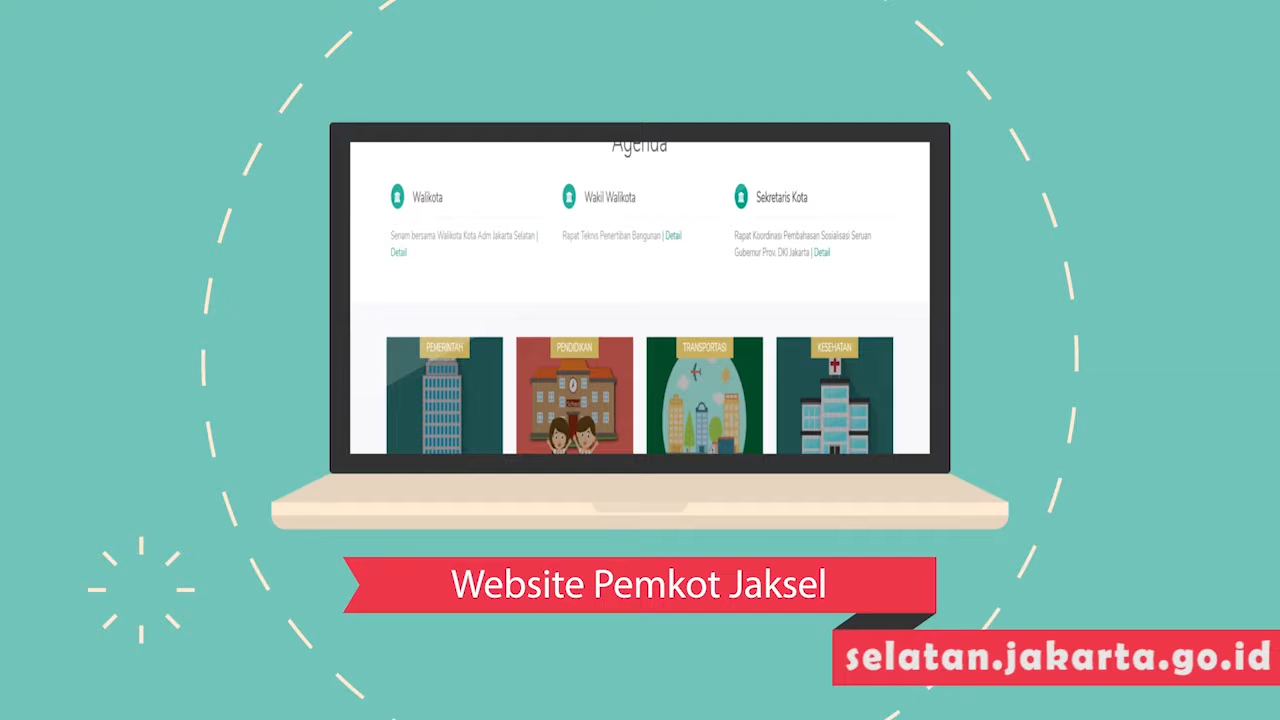 Agenda
Walikota
Wakil Walikota
Sekretaris Kota
Senam bersama Walikota Kota Adm Jakarta Selatan |
Detail
Rapat Teknis Penertiban Bangunan | Detail
Rapat Koordinasi Pembahasan Sosialisasi Seruan
Gubernur Prov. DKI Jakarta | Detail
PEMERINTAH
PENDIDIKAN
TRANSPORTASI
KESEHATAN
Website Pemkot Jaksel
selatan.jakarta.go.id